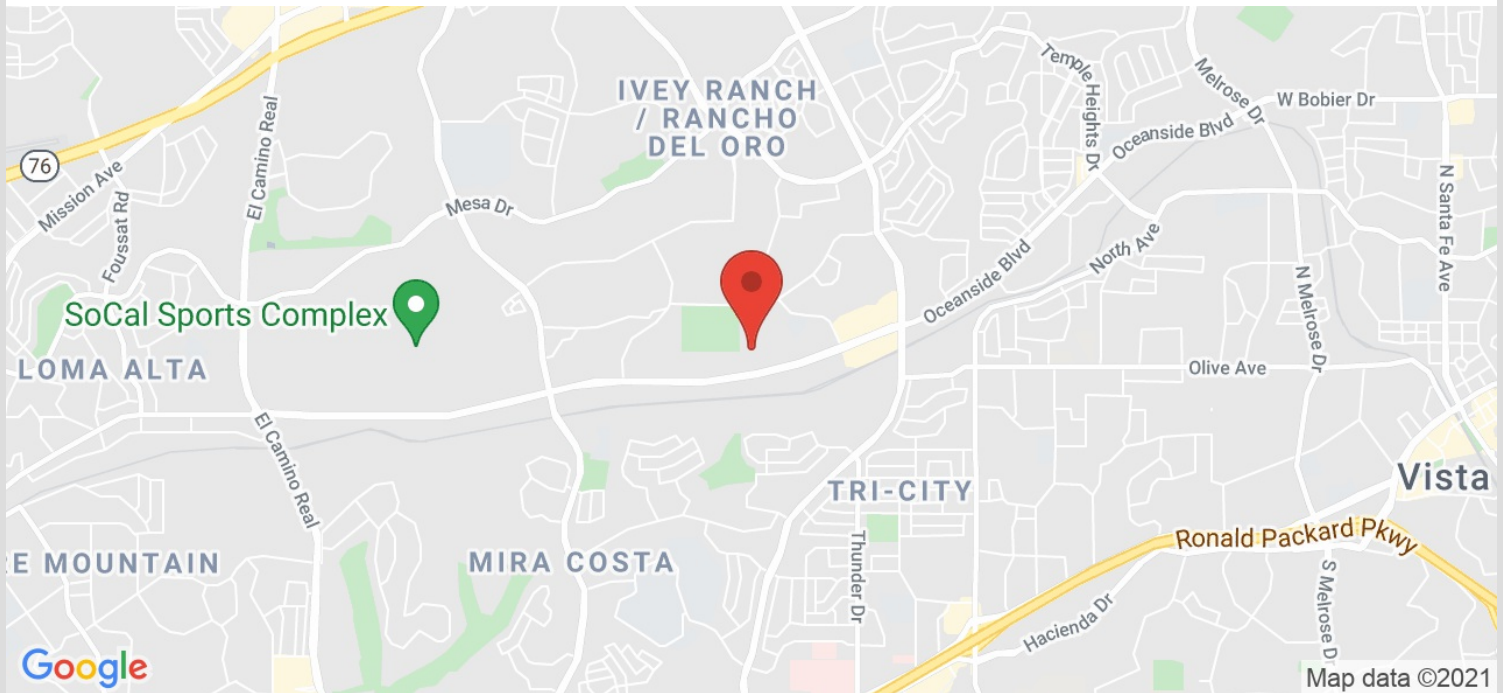 IVEY RANCH
/ RANCHO
DEL ORO
Temple Heights Dr
Melrose Dr
W Bobier Dr
Oceanside Blvd
76
Mission Ave
Foussat Rd
El Camino Real
Mesa Dr
N Santa Fe Ave
North Ave
Oceanside Blvd
N Melrose Dr
SoCal Sports Complex
LOMA ALTA
Olive Ave
El Camino Real
TRI-CITY
Vista
Ronald Packard Pkwy
E MOUNTAIN
MIRA COSTA
Thunder Dr
Hacienda Dr
S Melrose Dr
Google
Map data ©2021